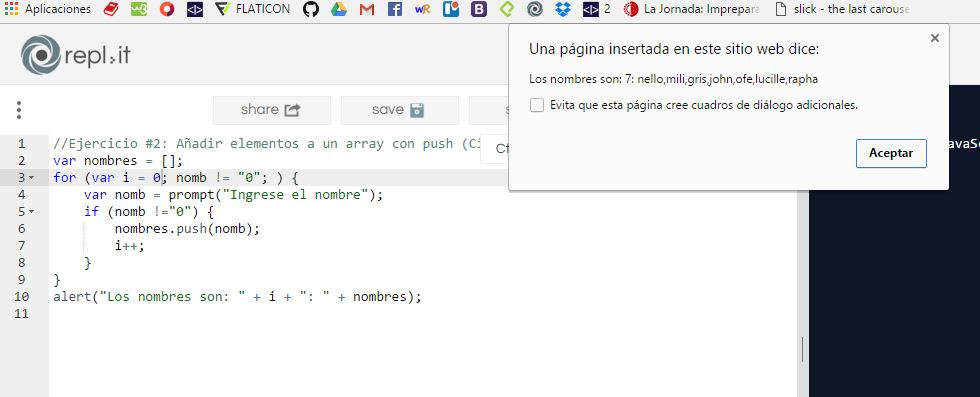 Aplicaciones FLATICON wR B 2 La Jornada: Imprepara slick - the last carouse
repl.it
share save
Una página insertada en este sitio web dice:
Los nombres son: 7: nello,mili,gris,john,ofe,lucille,rapha
Evita que esta página cree cuadros de diálogo adicionales.
Aceptar
1 //Ejercicio #2: Añadir elementos a un array con push (Ci
2 var nombres = [];
3 for (var i = 0; nomb != "0"; ) {
4 var nomb = prompt("Ingrese el nombre");
5 if (nomb !="0") {
6 nombres.push(nomb);
7 i++;
8 }
9 }
10 alert("Los nombres son: " + i + ": " + nombres);
11